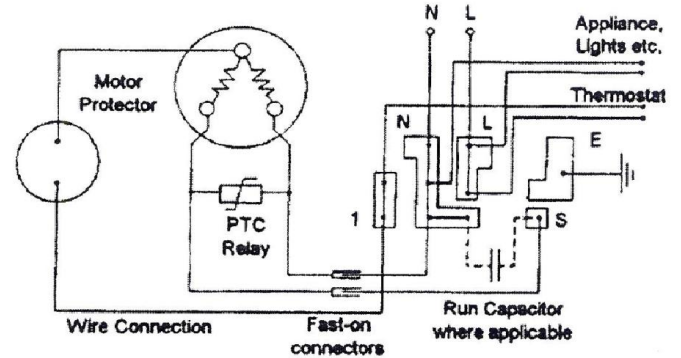 N L
Appliance,
Lights etc.
Motor
Protector
Thermostat
N L E
PTC
Relay
1
S
Wire Connection
Fast-on
connectors
Run Capacitor
where applicable